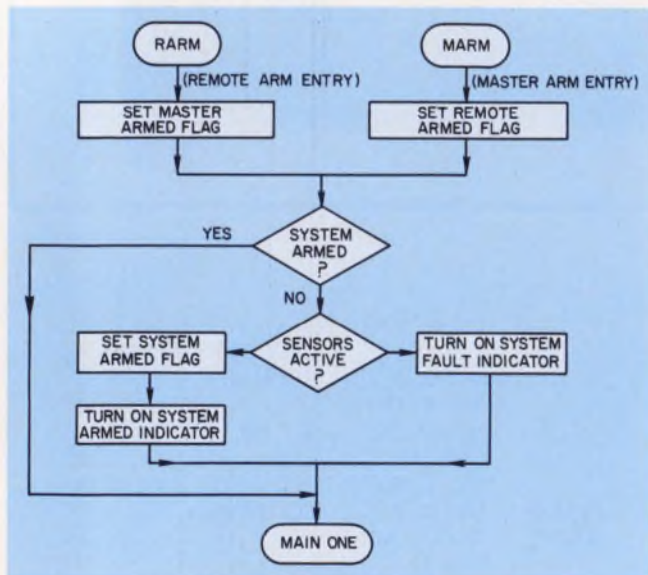 RARM
MARM
(REMOTE ARM ENTRY)
(MASTER ARM ENTRY)
SET MASTER
ARMED FLAG
SET REMOTE
ARMED FLAG
YES
SYSTEM
ARMED
?
NO
SET SYSTEM
ARMED FLAG
SENSORS
ACTIVE
?
TURN ON SYSTEM
FAULT INDICATOR
TURN ON SYSTEM
ARMED INDICATOR
MAIN ONE